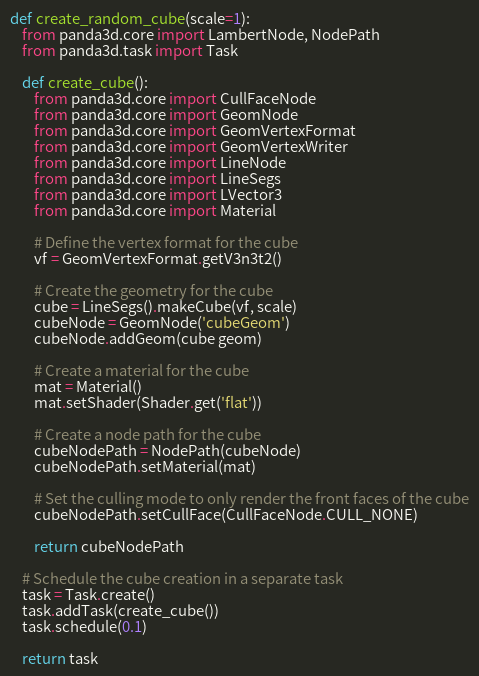 def create_random_cube(scale=1):
from panda3d.core import LambertNode, NodePath
from panda3d.task import Task
def create_cube():
from panda3d.core import CullFaceNode
from panda3d.core import GeomNode
from panda3d.core import GeomVertexFormat
from panda3d.core import GeomVertexWriter
from panda3d.core import LineNode
from panda3d.core import LineSegs
from panda3d.core import LVector3
from panda3d.core import Material
# Define the vertex format for the cube
vf = GeomVertexFormat.getV3n3t2()
# Create the geometry for the cube
cube = LineSegs().makeCube(vf, scale)
cubeNode = GeomNode('cubeGeom')
cubeNode.addGeom(cube geom)
# Create a material for the cube
mat = Material()
mat.setShader(Shader.get('flat'))
# Create a node path for the cube
cubeNodePath = NodePath(cubeNode)
cubeNodePath.setMaterial(mat)
# Set the culling mode to only render the front faces of the cube
cubeNodePath.setCullFace(CullFaceNode.CULL_NONE)
return cubeNodePath
# Schedule the cube creation in a separate task
task = Task.create()
task.addTask(create_cube())
task.schedule(0.1)
return task